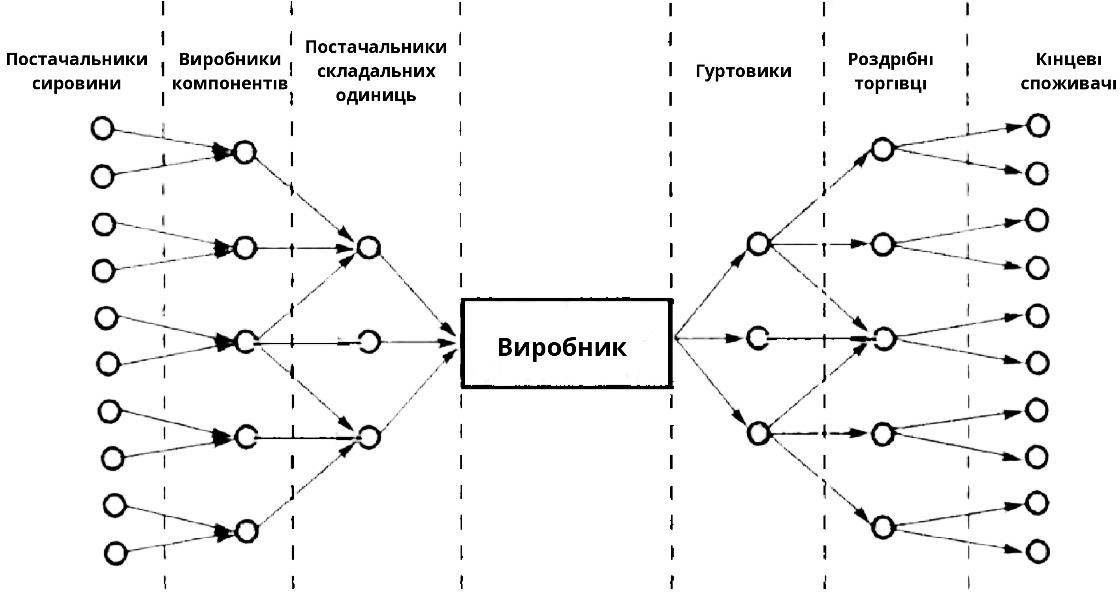 Постачальники
сировини
Виробники
компонентів
Постачальники
складальних
одиниць
Виробник
Гуртовики
Роздрібні
торгівці
Кінцеві
споживачі